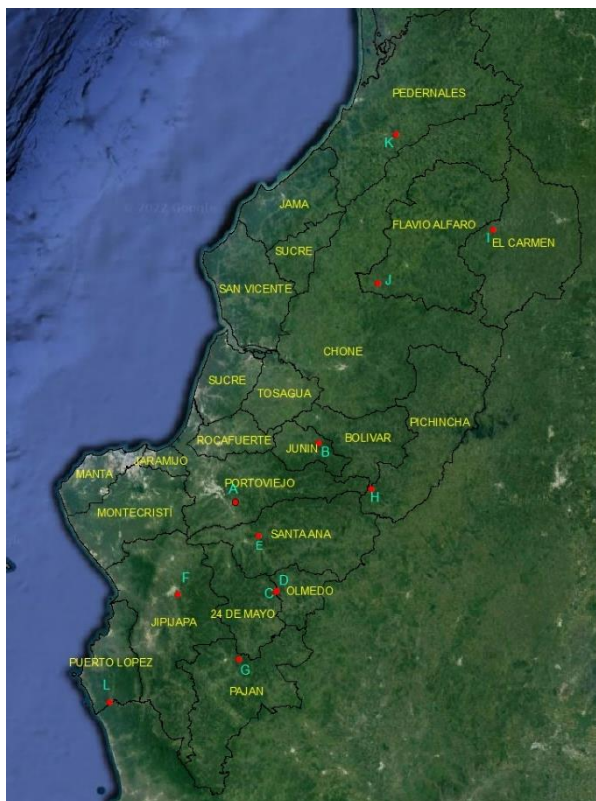 PEDERNALES
K
JAMA
FLAVIO ALFARO
I
EL CARMEN
SUCRE
J
SAN VICENTE
CHONE
SUCRE
TOSAGUA
PICHINCHA
ROCAFUERTE
JUNIN
B
BOLIVAR
JARAMIJO
MANTA
PORTOVIEJO
A
H
MONTECRISTÍ
SANTA ANA
E
F
D
C
OLMEDO
24 DE MAYO
JIPIJAPA
PUERTO LOPEZ
G
L
PAJAN